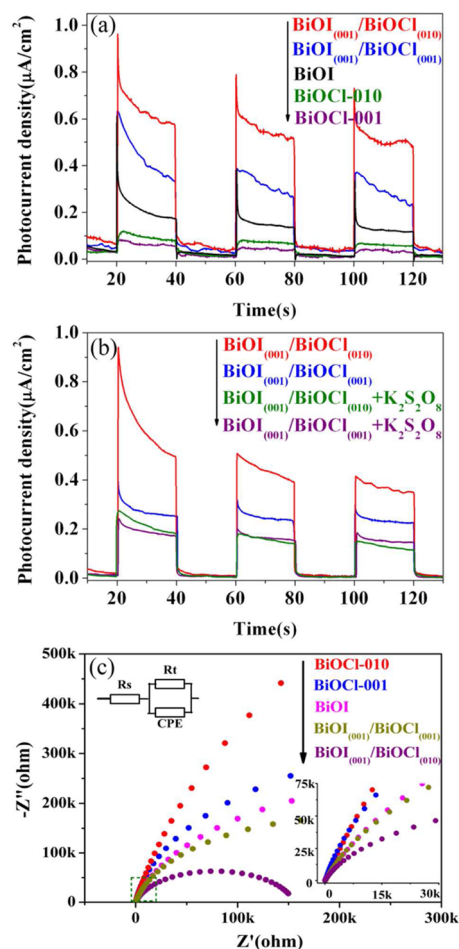 (a)
BiOI(001)/BiOCl(010)
BiOI(001)/BiOCl(001)
BiOI
BiOCl-010
BiOCl-001
Photocurrent density(μA/cm²)
1.0
0.8
0.6
0.4
0.2
0.0
20 40 60 80 100 120
Time(s)
(b)
BiOI(001)/BiOCl(010)
BiOI(001)/BiOCl(001)
BiOI(001)/BiOCl(010)+K2S2O8
BiOI(001)/BiOCl(001)+K2S2O8
Photocurrent density(μA/cm²)
1.0
0.8
0.6
0.4
0.2
0.0
20 40 60 80 100 120
Time(s)
(c)
Rs Rt
CPE
BiOCl-010
BiOCl-001
BiOI
BiOI(001)/BiOCl(001)
BiOI(001)/BiOCl(010)
-Z''(ohm)
500k
400k
300k
200k
100k
0
75k
50k
25k
0
0 15k 30k
0 100k 200k 300k
Z'(ohm)